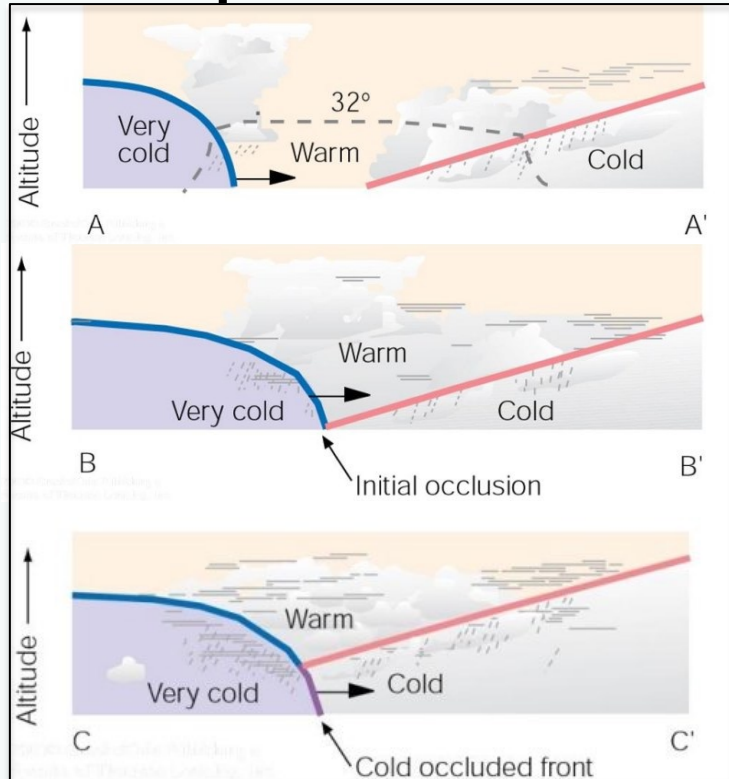 Altitude
Very
cold
32°
Warm
Cold
A
A'
Altitude
Warm
Very cold
Cold
B
B'
Initial occlusion
Altitude
Warm
Very cold
Cold
C
C'
Cold occluded front